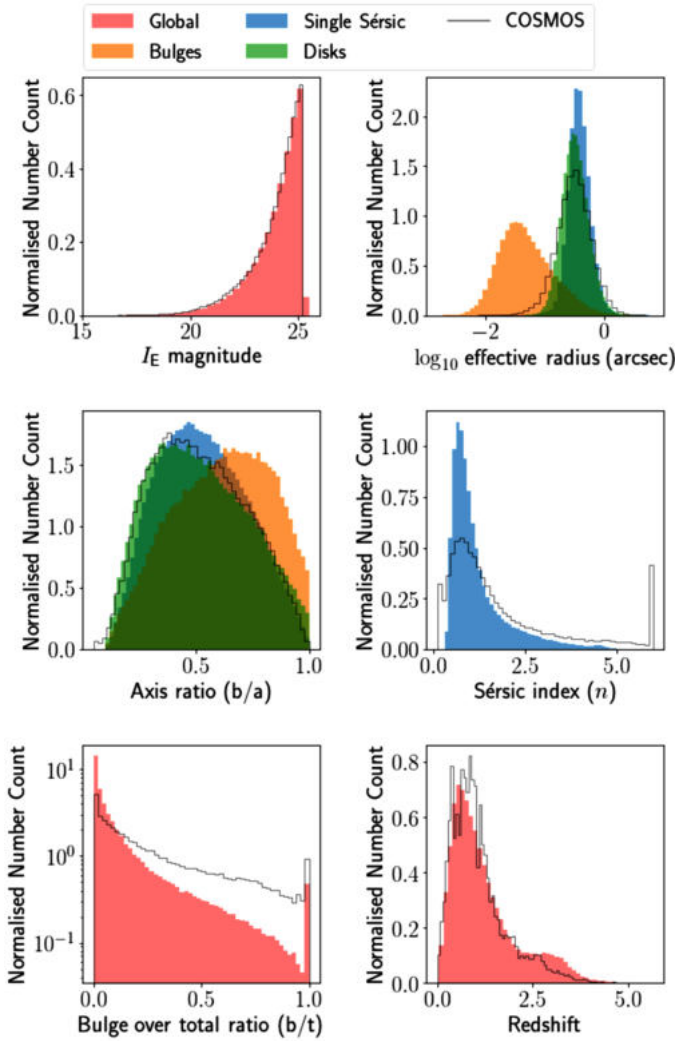 Global Single Sérsic COSMOS
Bulges Disks
Normalised Number Count
0.6
0.4
0.2
0.0
15 20 25
I_E magnitude
Normalised Number Count
2.0
1.5
1.0
0.5
0.0
−2 0
log₁₀ effective radius (arcsec)
Normalised Number Count
1.5
1.0
0.5
0.0
0.5 1.0
Axis ratio (b/a)
Normalised Number Count
1.00
0.75
0.50
0.25
0.00
0.0 2.5 5.0
Sérsic index (n)
Normalised Number Count
10¹
10⁰
10⁻¹
0.0 0.5 1.0
Bulge over total ratio (b/t)
Normalised Number Count
0.8
0.6
0.4
0.2
0.0
0.0 2.5 5.0
Redshift